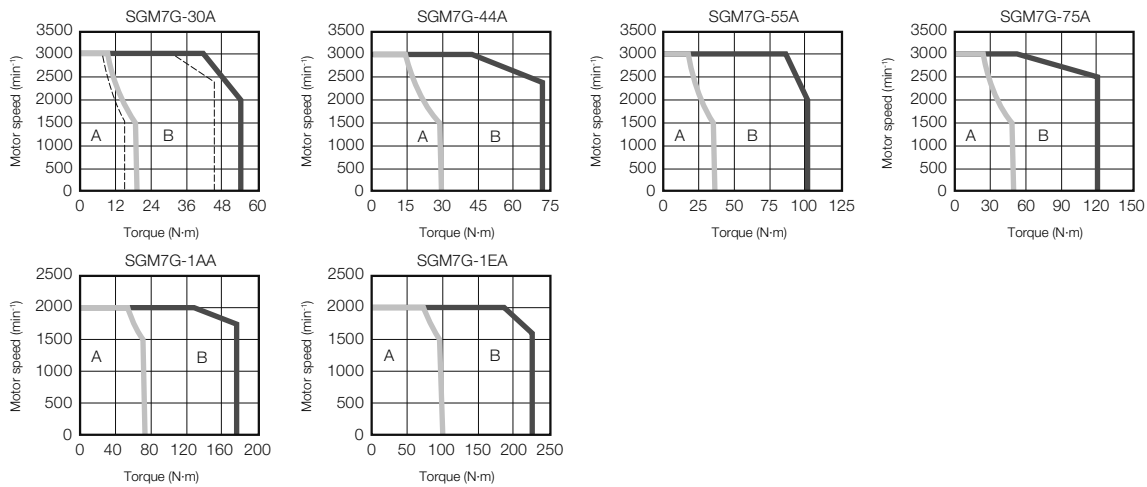 SGM7G-30A
Motor speed (min-1)
3500
3000
2500
2000
1500
1000
500
0
A
B
0 12 24 36 48 60
Torque (N·m)
SGM7G-44A
Motor speed (min-1)
3500
3000
2500
2000
1500
1000
500
0
A
B
0 15 30 45 60 75
Torque (N·m)
SGM7G-55A
Motor speed (min-1)
3500
3000
2500
2000
1500
1000
500
0
A
B
0 25 50 75 100 125
Torque (N·m)
SGM7G-75A
Motor speed (min-1)
3500
3000
2500
2000
1500
1000
500
0
A
B
0 30 60 90 120 150
Torque (N·m)
SGM7G-1AA
Motor speed (min-1)
2500
2000
1500
1000
500
0
A
B
0 40 80 120 160 200
Torque (N·m)
SGM7G-1EA
Motor speed (min-1)
2500
2000
1500
1000
500
0
A
B
0 50 100 150 200 250
Torque (N·m)